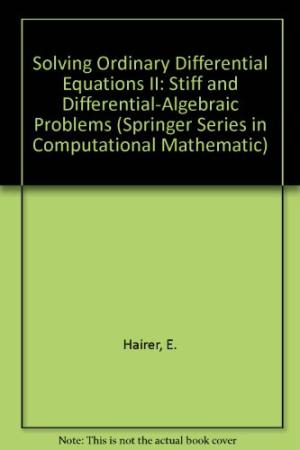 Solving Ordinary Differential
Equations II: Stiff and
Differential-Algebraic
Problems (Springer Series in
Computational Mathematic)
Hairer, E.
Note: This is not the actual book cover